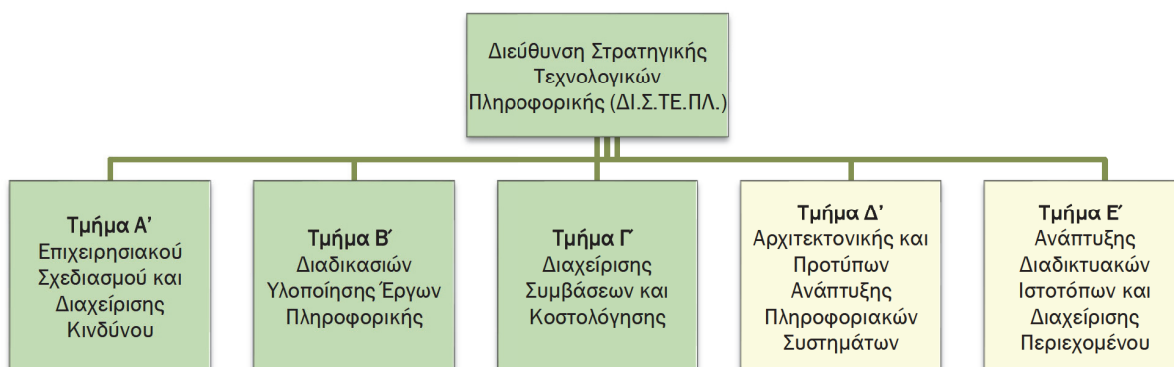 Διεύθυνση Στρατηγικής
Τεχνολογικών
Πληροφορικής (ΔΙ.Σ.ΤΕ.ΠΛ.)
Τμήμα Α’
Επιχειρησιακού
Σχεδιασμού και
Διαχείρισης
Κινδύνου
Τμήμα Β΄
Διαδικασιών
Υλοποίησης Έργων
Πληροφορικής
Τμήμα Γ΄
Διαχείρισης
Συμβάσεων και
Κοστολόγησης
Τμήμα Δ’
Αρχιτεκτονικής και
Προτύπων
Ανάπτυξης
Πληροφοριακών
Συστημάτων
Τμήμα Ε΄
Ανάπτυξης
Διαδικτυακών
Ιστοτόπων και
Διαχείρισης
Περιεχομένου